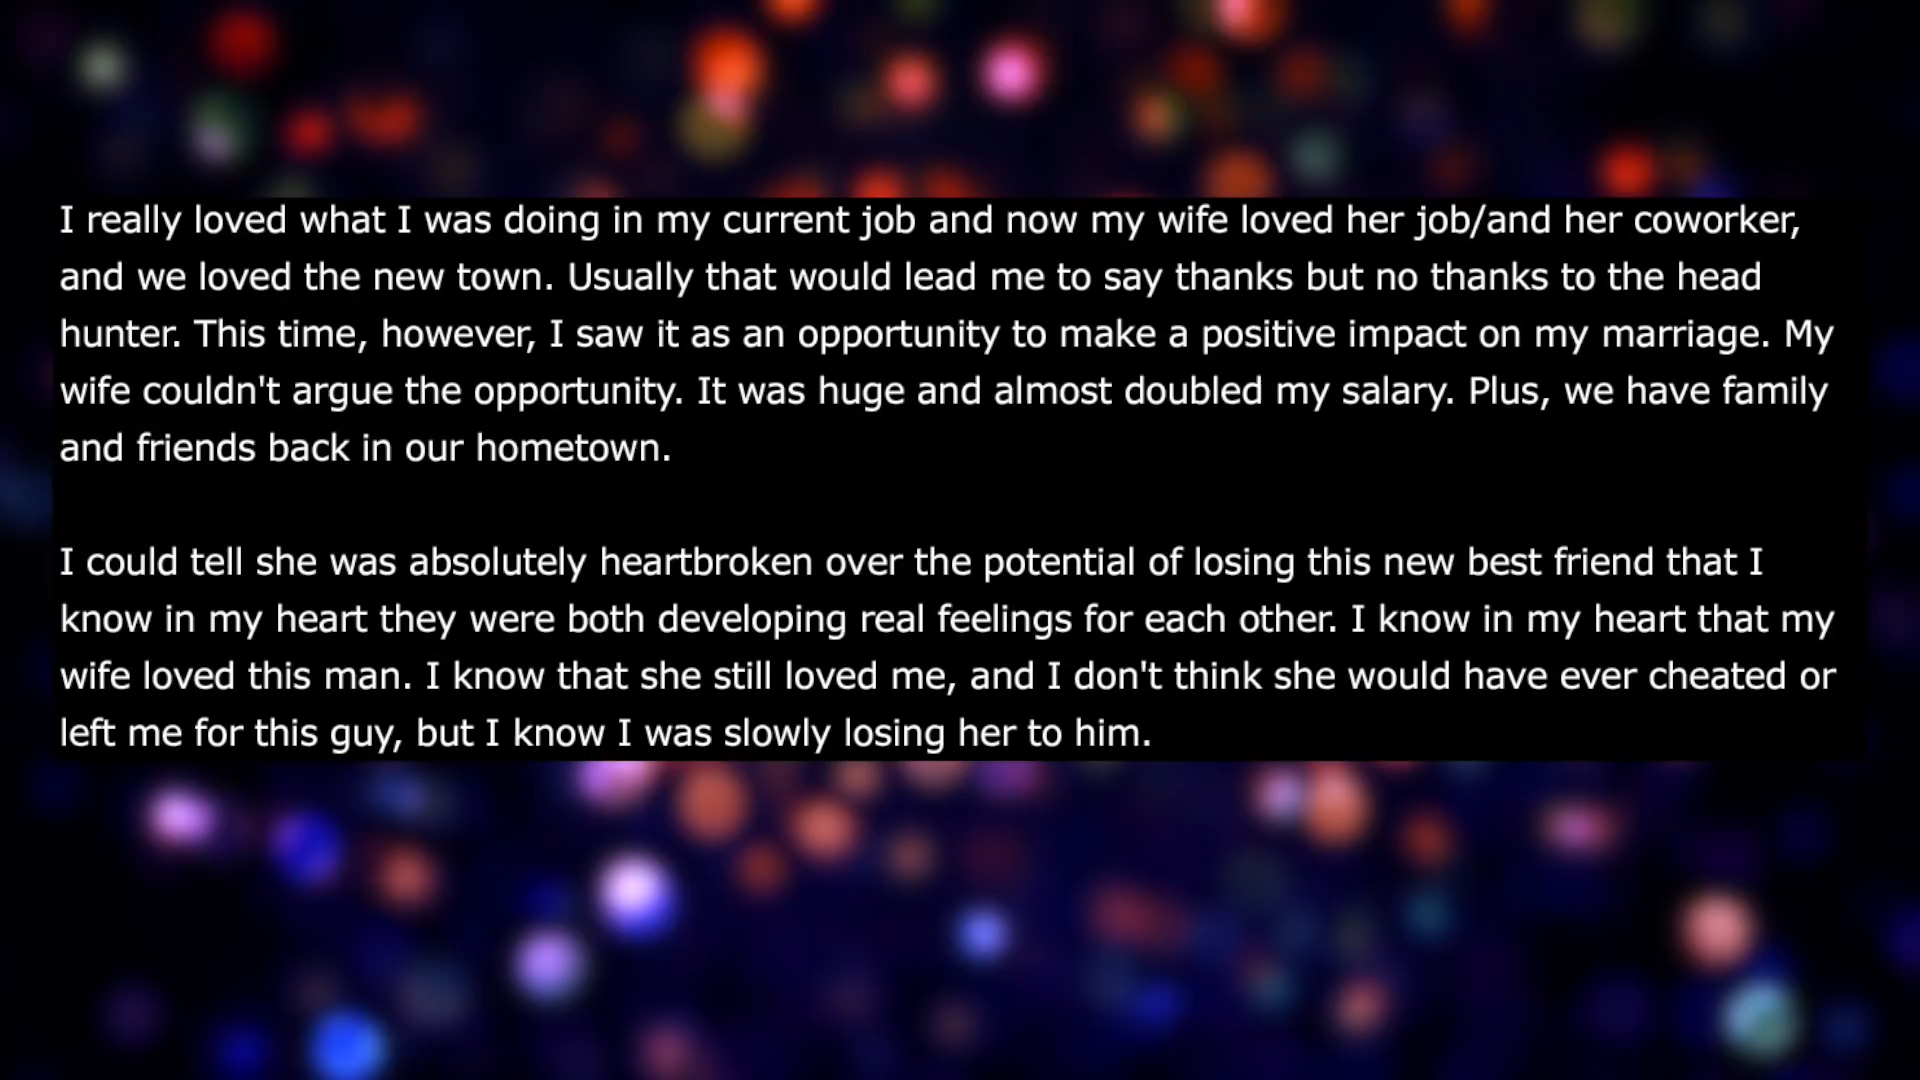 I really loved what I was doing in my current job and now my wife loved her job/and her coworker,
and we loved the new town. Usually that would lead me to say thanks but no thanks to the head
hunter. This time, however, I saw it as an opportunity to make a positive impact on my marriage. My
wife couldn't argue the opportunity. It was huge and almost doubled my salary. Plus, we have family
and friends back in our hometown.
I could tell she was absolutely heartbroken over the potential of losing this new best friend that I
know in my heart they were both developing real feelings for each other. I know in my heart that my
wife loved this man. I know that she still loved me, and I don't think she would have ever cheated or
left me for this guy, but I know I was slowly losing her to him.